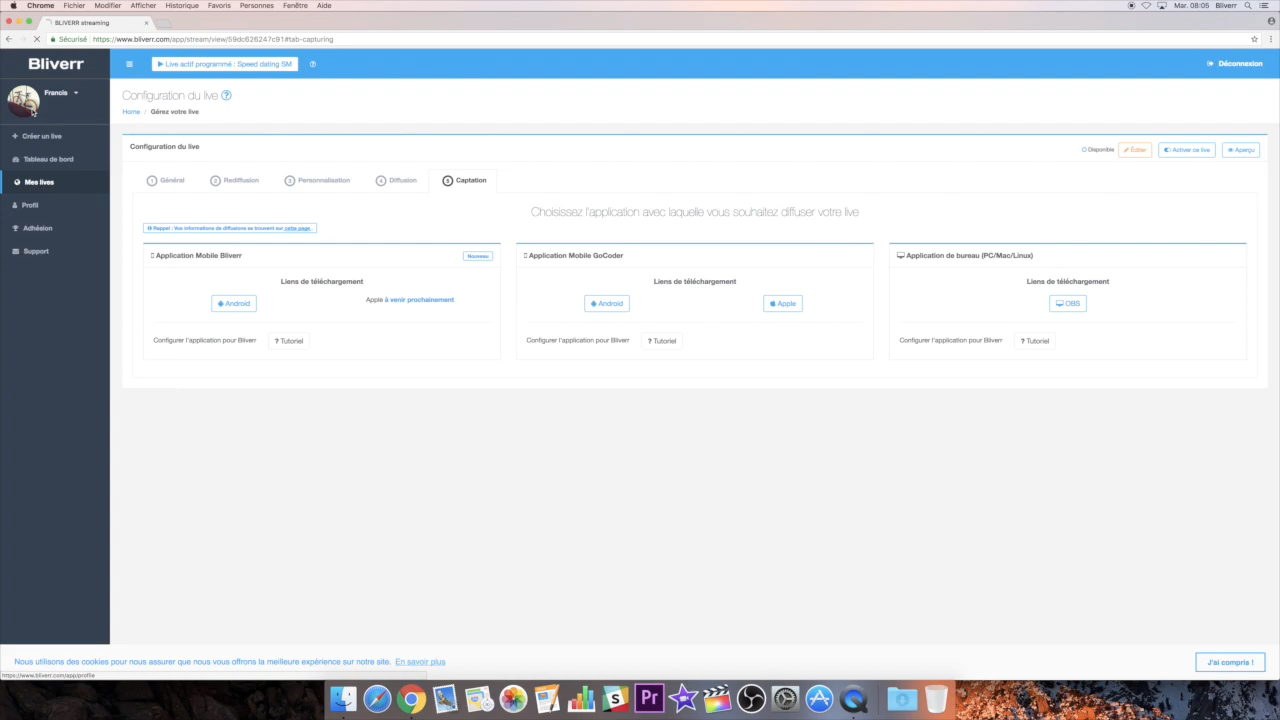 Chrome Fichier Modifier Afficher Historique Favoris Personnes Fenêtre Aide Mar. 08:05 Bliverr
BLIVERR streaming
Sécurisé https://www.bliverr.com/app/stream/view/59dc626247c91#tab-capturing
Bliverr Live actif programmé : Speed dating SM Déconnexion
Francis
Créer un live
Tableau de bord
Mes lives
Profil
Adhésion
Support
Configuration du live
Home / Gérez votre live
Configuration du live Disponible Éditer Activer ce live Aperçu
1 Général 2 Rediffusion 3 Personnalisation 4 Diffusion 5 Captation
Choisissez l'application avec laquelle vous souhaitez diffuser votre live
Rappel : Vos informations de diffusions se trouvent sur cette page.
Application Mobile Bliverr Nouveau
Liens de téléchargement
Android Apple à venir prochainement
Configurer l'application pour Bliverr ? Tutoriel
Application Mobile GoCoder
Liens de téléchargement
Android Apple
Configurer l'application pour Bliverr ? Tutoriel
Application de bureau (PC/Mac/Linux)
Liens de téléchargement
OBS
Configurer l'application pour Bliverr ? Tutoriel
Nous utilisons des cookies pour nous assurer que nous vous offrons la meilleure expérience sur notre site. En savoir plus J'ai compris !
https://www.bliverr.com/app/profile
Pr